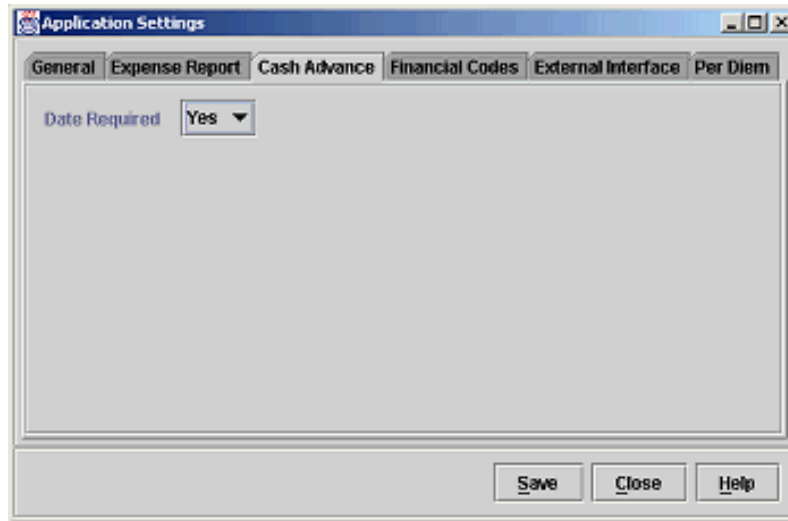 Application Settings
General Expense Report Cash Advance Financial Codes External Interface Per Diem
Date Required Yes
Save Close Help